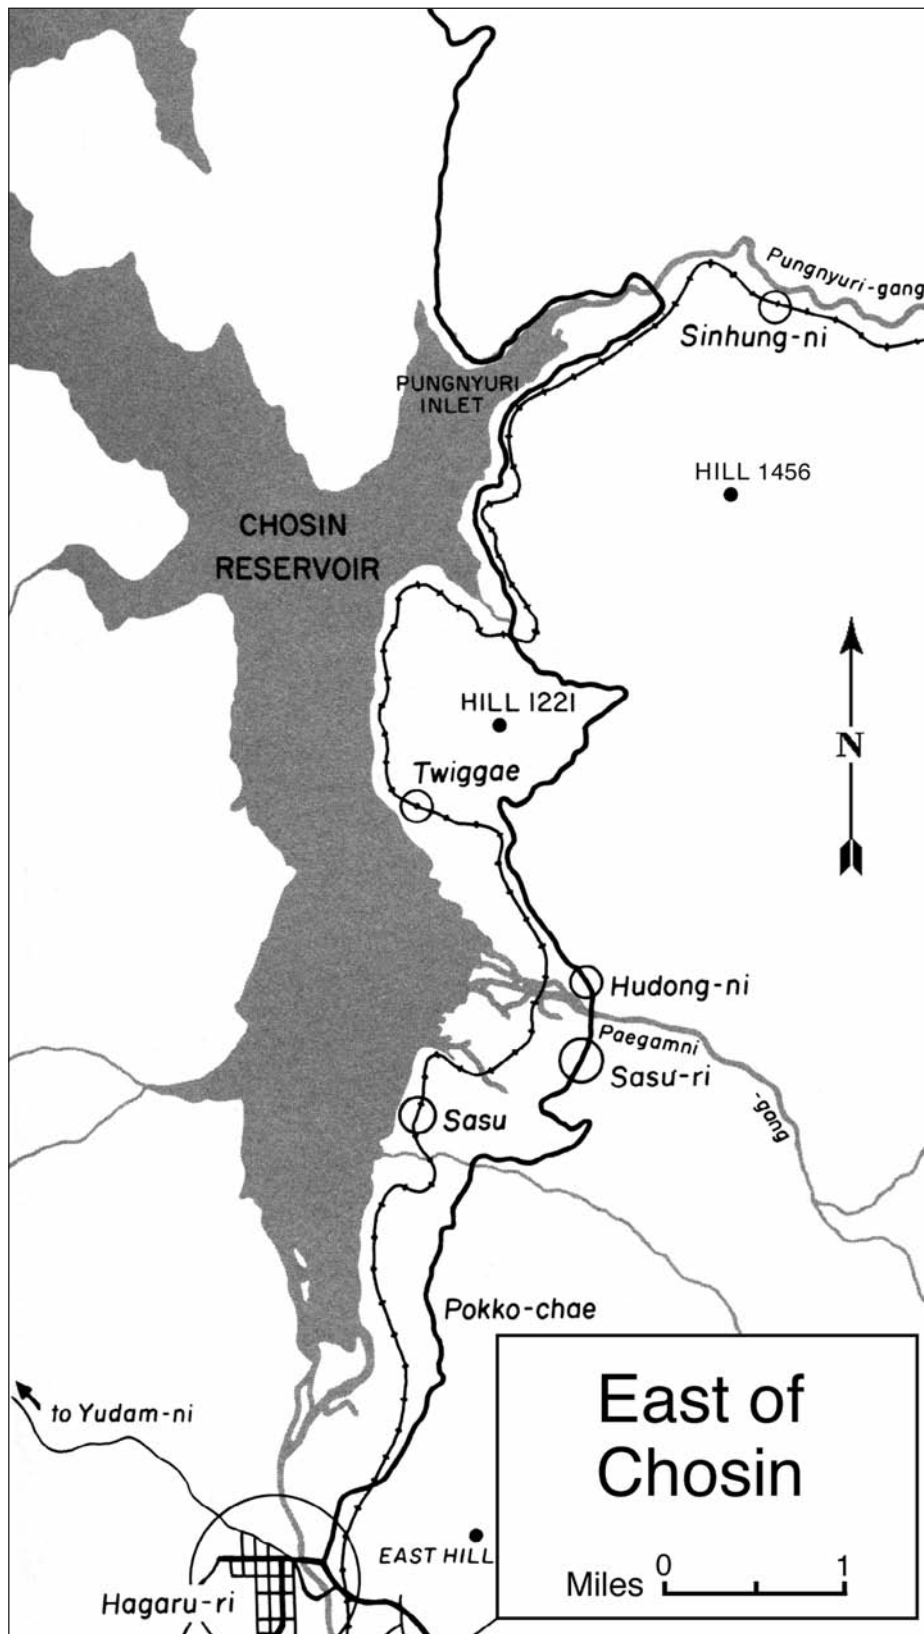 Pungnyuri-gang
Sinhung-ni
PUNGNYURI
INLET
HILL 1456
CHOSIN
RESERVOIR
HILL 1221
N
Twiggae
Hudong-ni
Paegamni
-gang
Sasu-ri
Sasu
Pokko-chae
to Yudam-ni
East of
Chosin
EAST HILL
Miles 0 1
Hagaru-ri